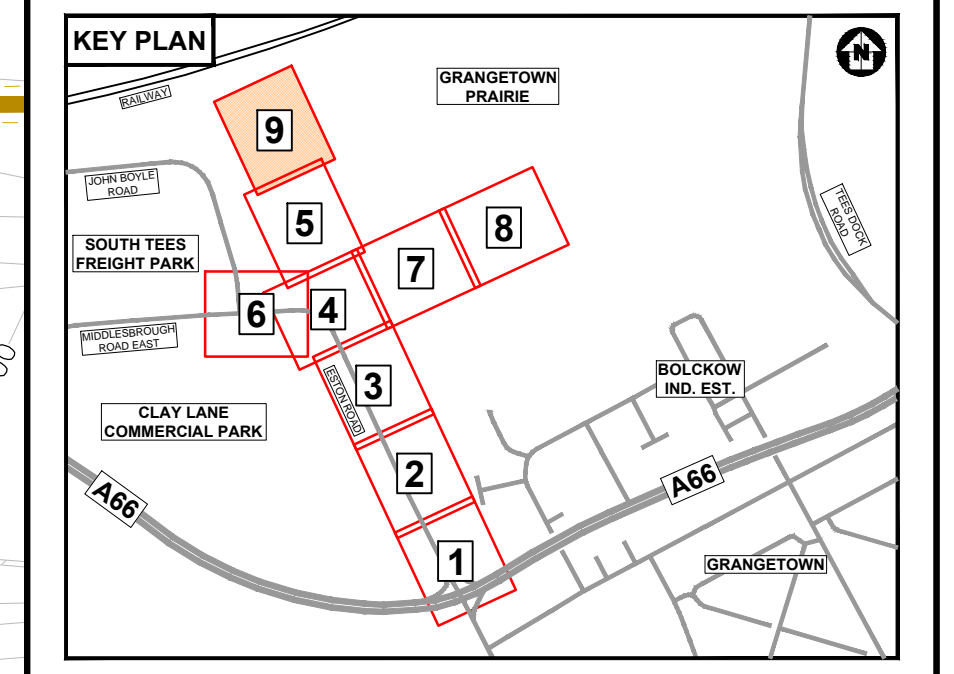 KEY PLAN
N
GRANGETOWN
PRAIRIE
RAILWAY
9
JOHN BOYLE
ROAD
5
8
TEES DOCK
ROAD
SOUTH TEES
FREIGHT PARK
7
6
4
MIDDLESBROUGH
ROAD EAST
3
ESTON ROAD
BOLCKOW
IND. EST.
CLAY LANE
COMMERCIAL PARK
2
A66
A66
1
GRANGETOWN